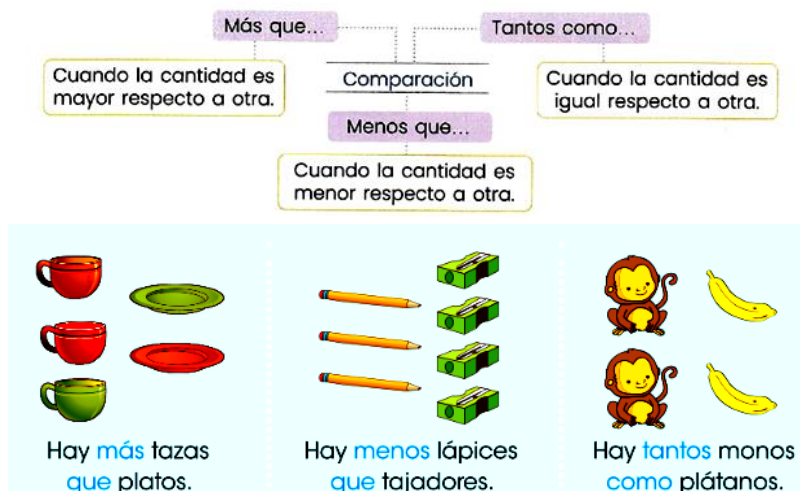 Más que...
Tantos como...
Comparación
Cuando la cantidad es
mayor respecto a otra.
Cuando la cantidad es
igual respecto a otra.
Menos que...
Cuando la cantidad es
menor respecto a otra.
Hay más tazas
que platos.
Hay menos lápices
que tajadores.
Hay tantos monos
como plátanos.